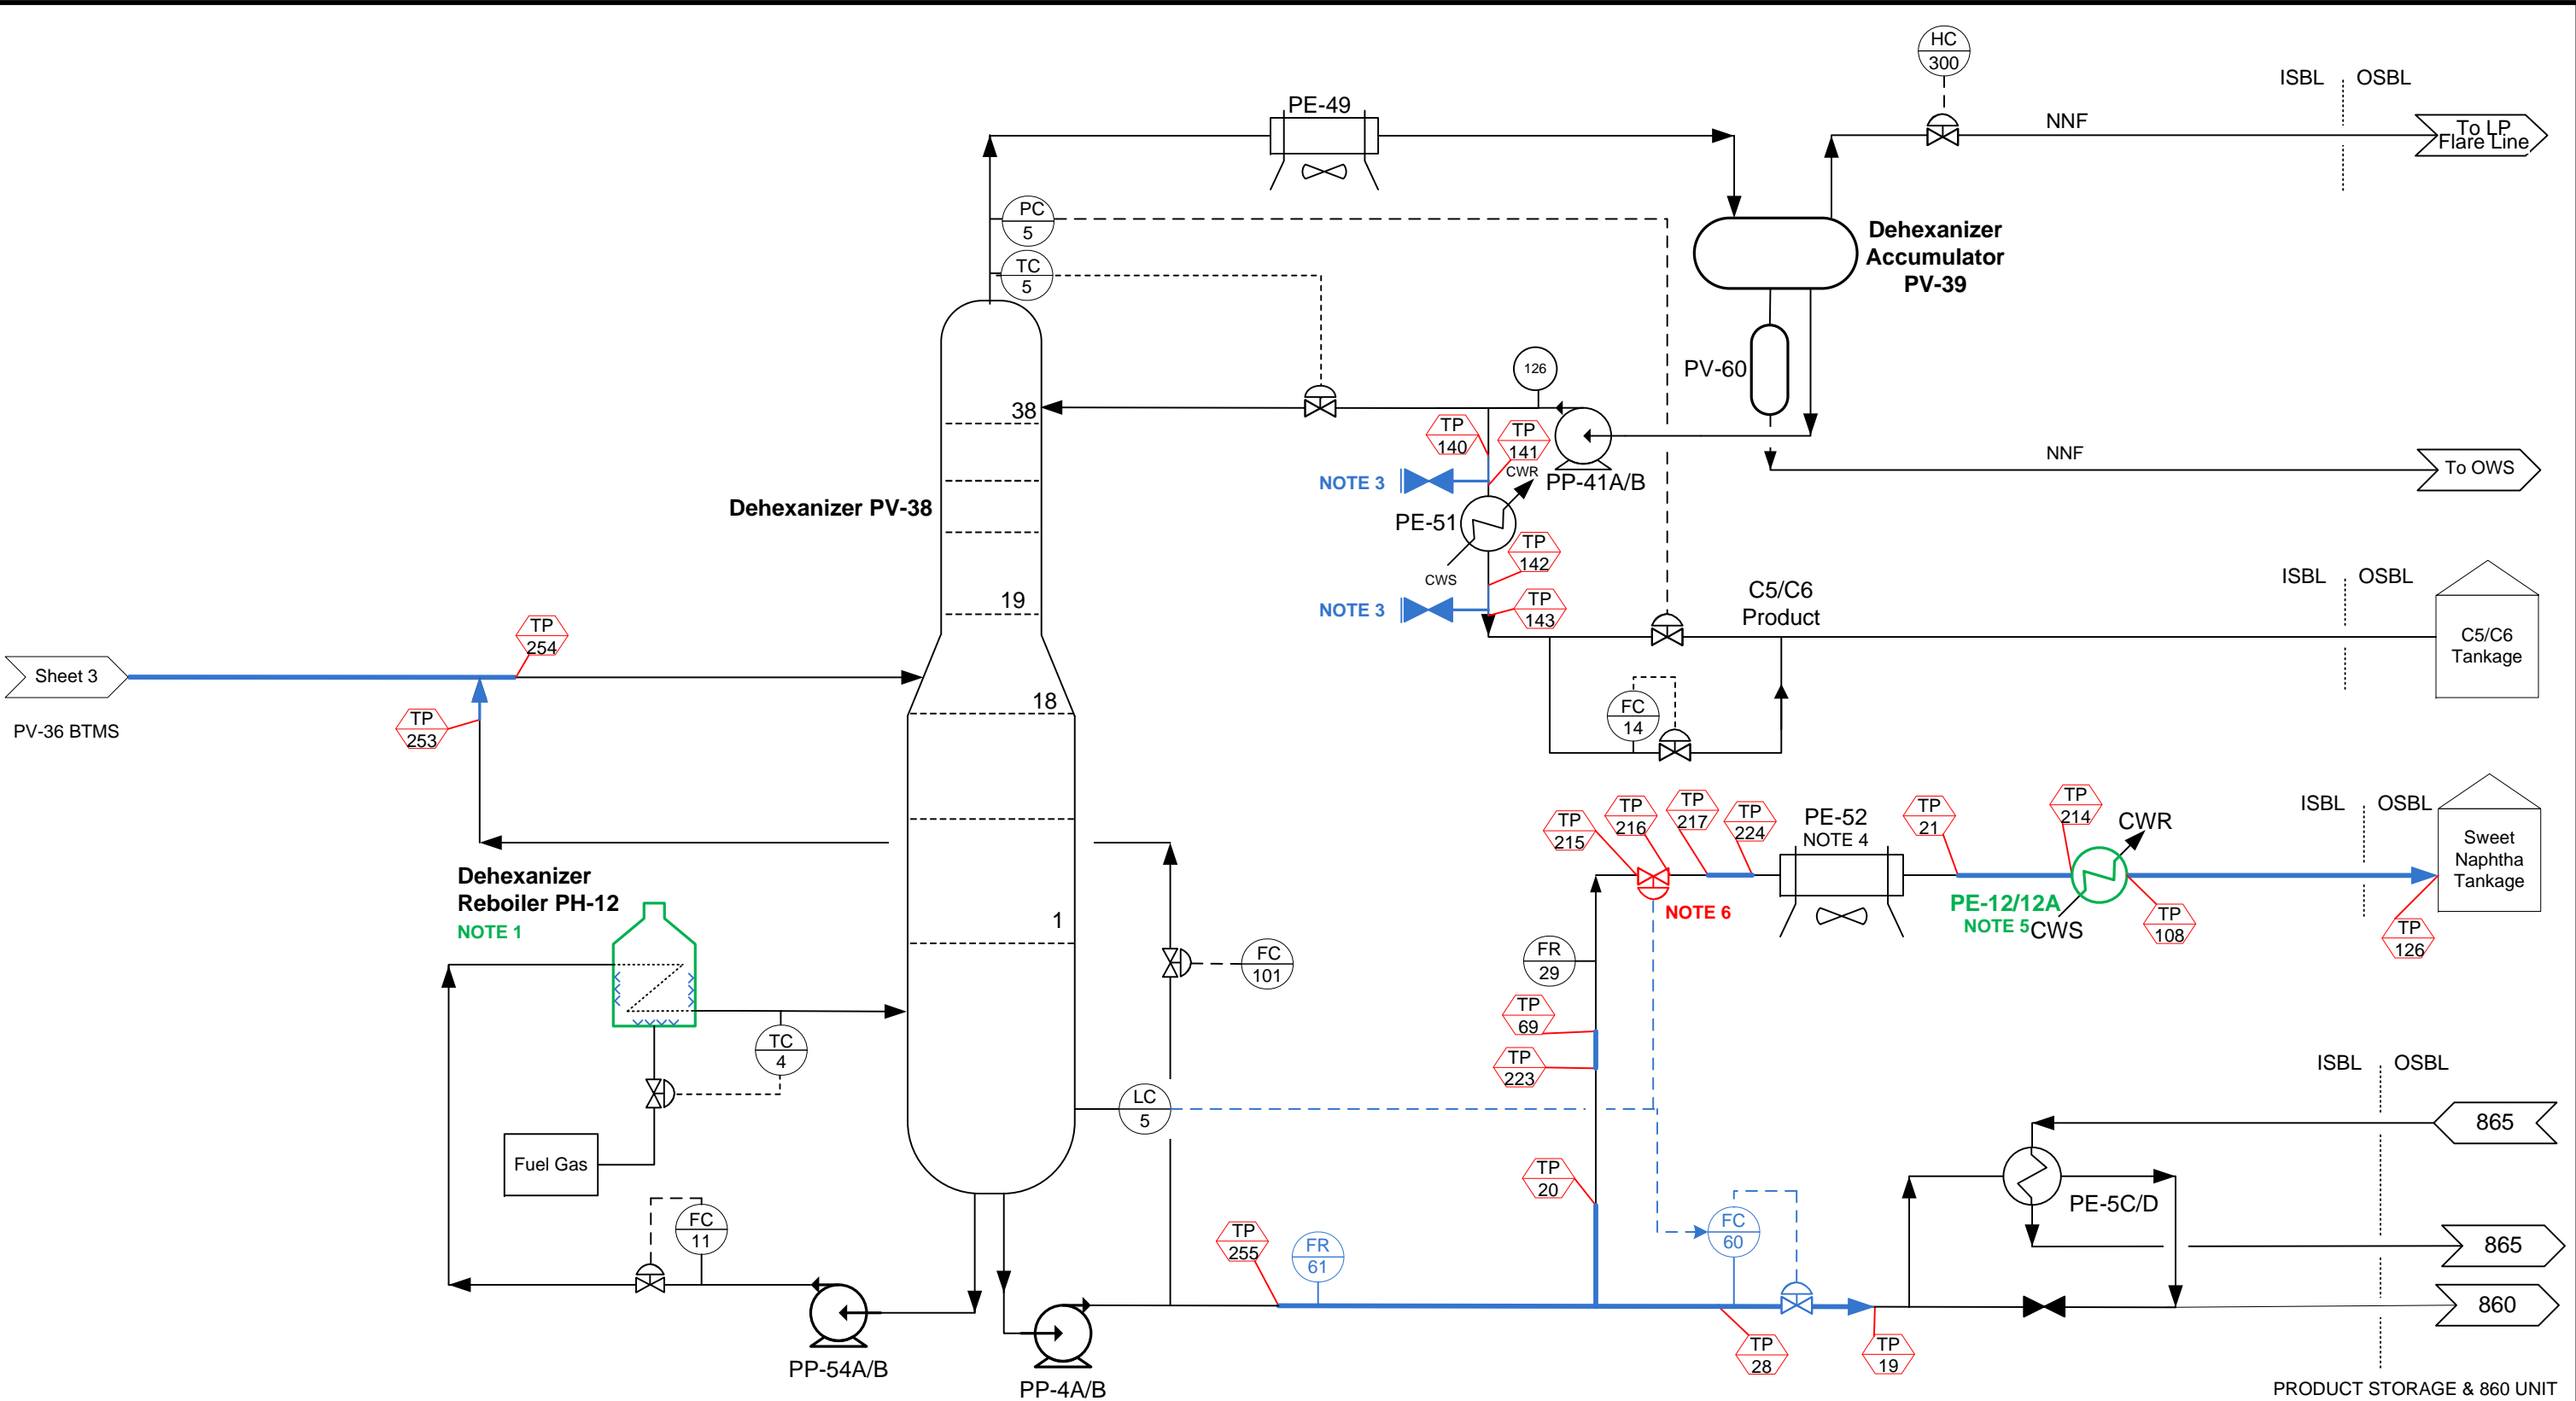 HC
300
ISBL
OSBL
PE-49
NNF
To LP
Flare Line
PC
5
TC
5
Dehexanizer
Accumulator
PV-39
126
PV-60
38
TP
140
TP
141
NNF
To OWS
NOTE 3
CWR
PP-41A/B
Dehexanizer PV-38
PE-51
TP
142
CWS
19
NOTE 3
TP
143
C5/C6
Product
ISBL
OSBL
C5/C6
Tankage
TP
254
Sheet 3
PV-36 BTMS
TP
253
18
FC
14
TP
215
TP
216
TP
217
TP
224
PE-52
NOTE 4
TP
21
TP
214
CWR
ISBL
OSBL
Sweet
Naphtha
Tankage
Dehexanizer
Reboiler PH-12
NOTE 1
1
NOTE 6
PE-12/12A
NOTE 5
CWS
TP
108
TP
126
FC
101
FR
29
TP
69
TP
223
TC
4
LC
5
ISBL
OSBL
865
Fuel Gas
TP
20
PE-5C/D
FC
11
TP
255
FR
61
FC
60
865
860
PP-54A/B
PP-4A/B
TP
28
TP
19
PRODUCT STORAGE & 860 UNIT